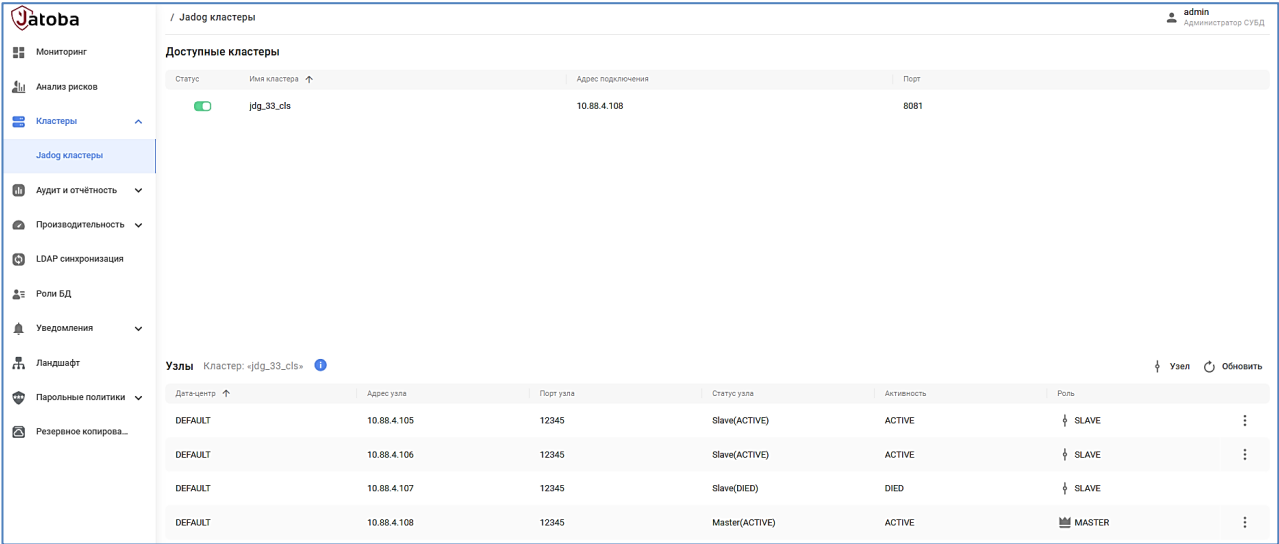 Jatoba
/ Jadog кластеры
admin
Администратор СУБД
Мониторинг
Анализ рисков
Кластеры
Jadog кластеры
Аудит и отчётность
Производительность
LDAP синхронизация
Роли БД
Уведомления
Ландшафт
Парольные политики
Резервное копирова...
Доступные кластеры
Статус Имя кластера Адрес подключения Порт
jdg_33_cls 10.88.4.108 8081
Узлы Кластер: «jdg_33_cls» Узел Обновить
Дата-центр Адрес узла Порт узла Статус узла Активность Роль
DEFAULT 10.88.4.105 12345 Slave(ACTIVE) ACTIVE SLAVE
DEFAULT 10.88.4.106 12345 Slave(ACTIVE) ACTIVE SLAVE
DEFAULT 10.88.4.107 12345 Slave(DIED) DIED SLAVE
DEFAULT 10.88.4.108 12345 Master(ACTIVE) ACTIVE MASTER